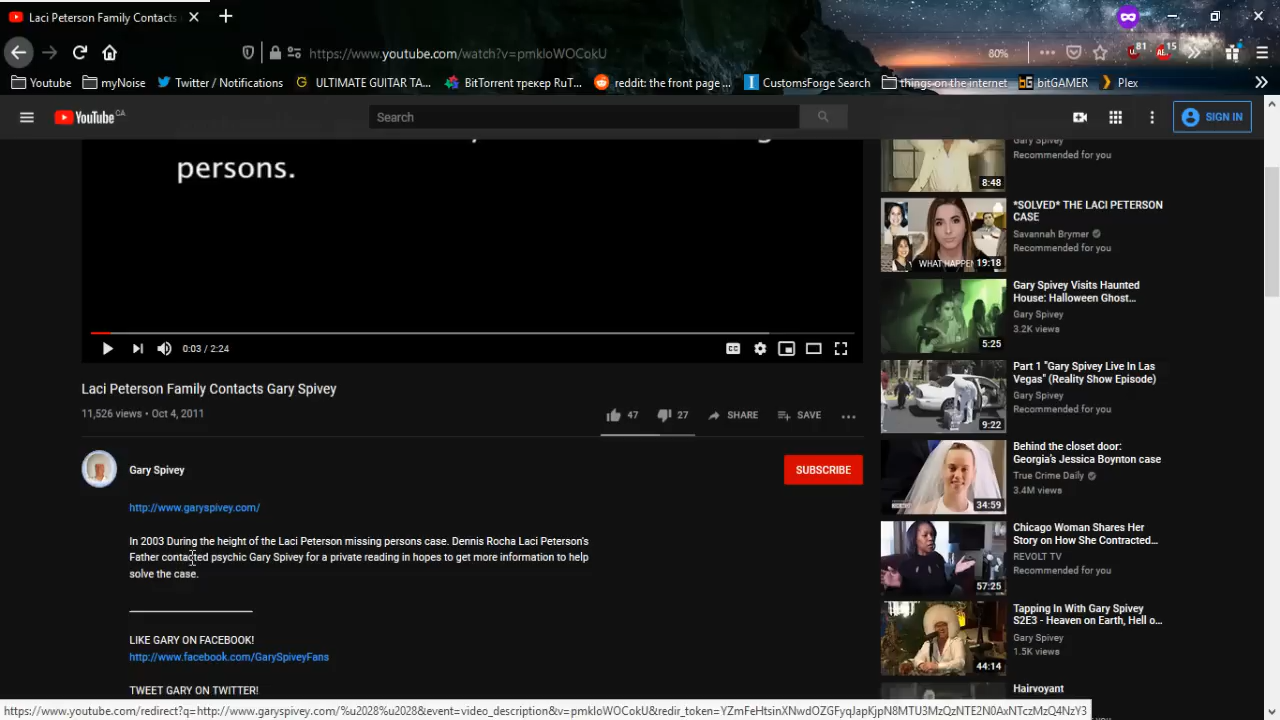 Laci Peterson Family Contacts
https://www.youtube.com/watch?v=pmkloWOCokU
80%
81
15
Youtube
myNoise
Twitter / Notifications
ULTIMATE GUITAR TA...
BitTorrent трекер RuT...
reddit: the front page ...
CustomsForge Search
things on the internet
bitGAMER
Plex
YouTube CA
Search
SIGN IN
persons.
0:03 / 2:24
CC
Laci Peterson Family Contacts Gary Spivey
11,526 views • Oct 4, 2011
47
27
SHARE
SAVE
Gary Spivey
SUBSCRIBE
http://www.garyspivey.com/
In 2003 During the height of the Laci Peterson missing persons case. Dennis Rocha Laci Peterson's
Father contacted psychic Gary Spivey for a private reading in hopes to get more information to help
solve the case.
LIKE GARY ON FACEBOOK!
http://www.facebook.com/GarySpiveyFans
TWEET GARY ON TWITTER!
Gary Spivey
Recommended for you
8:48
*SOLVED* THE LACI PETERSON
CASE
Savannah Brymer
Recommended for you
WHAT HAPPEN
19:18
Gary Spivey Visits Haunted
House: Halloween Ghost...
Gary Spivey
3.2K views
5:25
Part 1 "Gary Spivey Live In Las
Vegas" (Reality Show Episode)
Gary Spivey
Recommended for you
9:22
Behind the closet door:
Georgia's Jessica Boynton case
True Crime Daily
3.4M views
34:59
Chicago Woman Shares Her
Story on How She Contracted...
REVOLT TV
Recommended for you
57:25
Tapping In With Gary Spivey
S2E3 - Heaven on Earth, Hell o...
Gary Spivey
1.5K views
44:14
Hairvoyant
https://www.youtube.com/redirect?q=http://www.garyspivey.com/%u2028%u2028&event=video_description&v=pmkloWOCokU&redir_token=YZmFeHtsinXNwdOZGFyqJapKjpN8MTU3MzQzNTE2N0AxNTczMzQ4NzY3